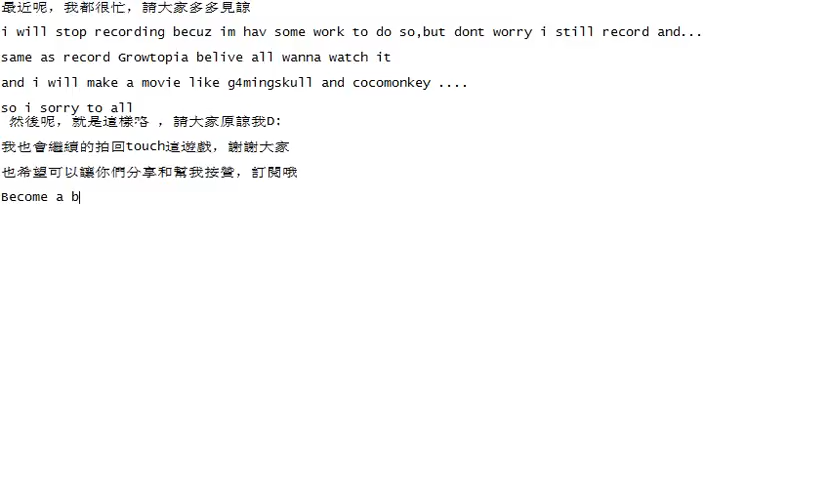 最近呢，我都很忙，請大家多多見諒
i will stop recording becuz im hav some work to do so,but dont worry i still record and...
same as record Growtopia belive all wanna watch it
and i will make a movie like g4mingskull and cocomonkey ....
so i sorry to all
然後呢，就是這樣咯 ，請大家原諒我D:
我也會繼續的拍回touch這遊戲，謝謝大家
也希望可以讓你們分享和幫我按贊，訂閱哦
Become a b